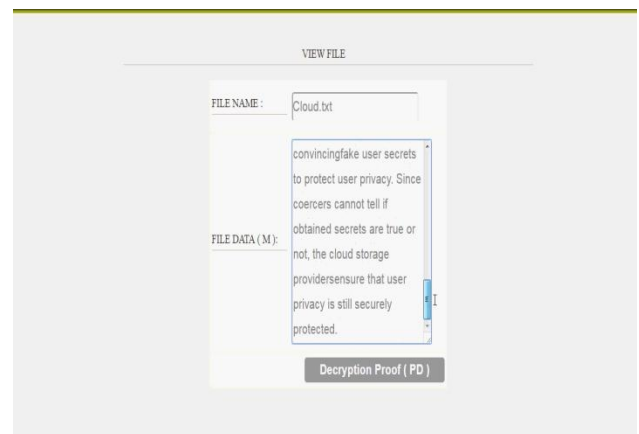 VIEW FILE
FILE NAME :
Cloud.txt
FILE DATA ( M ):
convincingfake user secrets
to protect user privacy. Since
coercers cannot tell if
obtained secrets are true or
not, the cloud storage
providersensure that user
privacy is still securely
protected.
Decryption Proof ( PD )